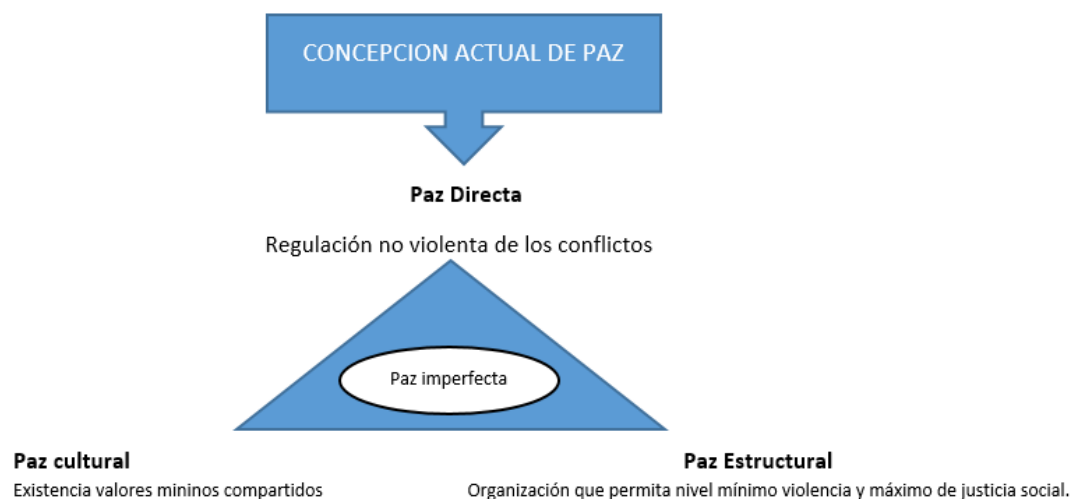 CONCEPCION ACTUAL DE PAZ
Paz Directa
Regulación no violenta de los conflictos
Paz imperfecta
Paz cultural
Existencia valores mininos compartidos
Paz Estructural
Organización que permita nivel mínimo violencia y máximo de justicia social.